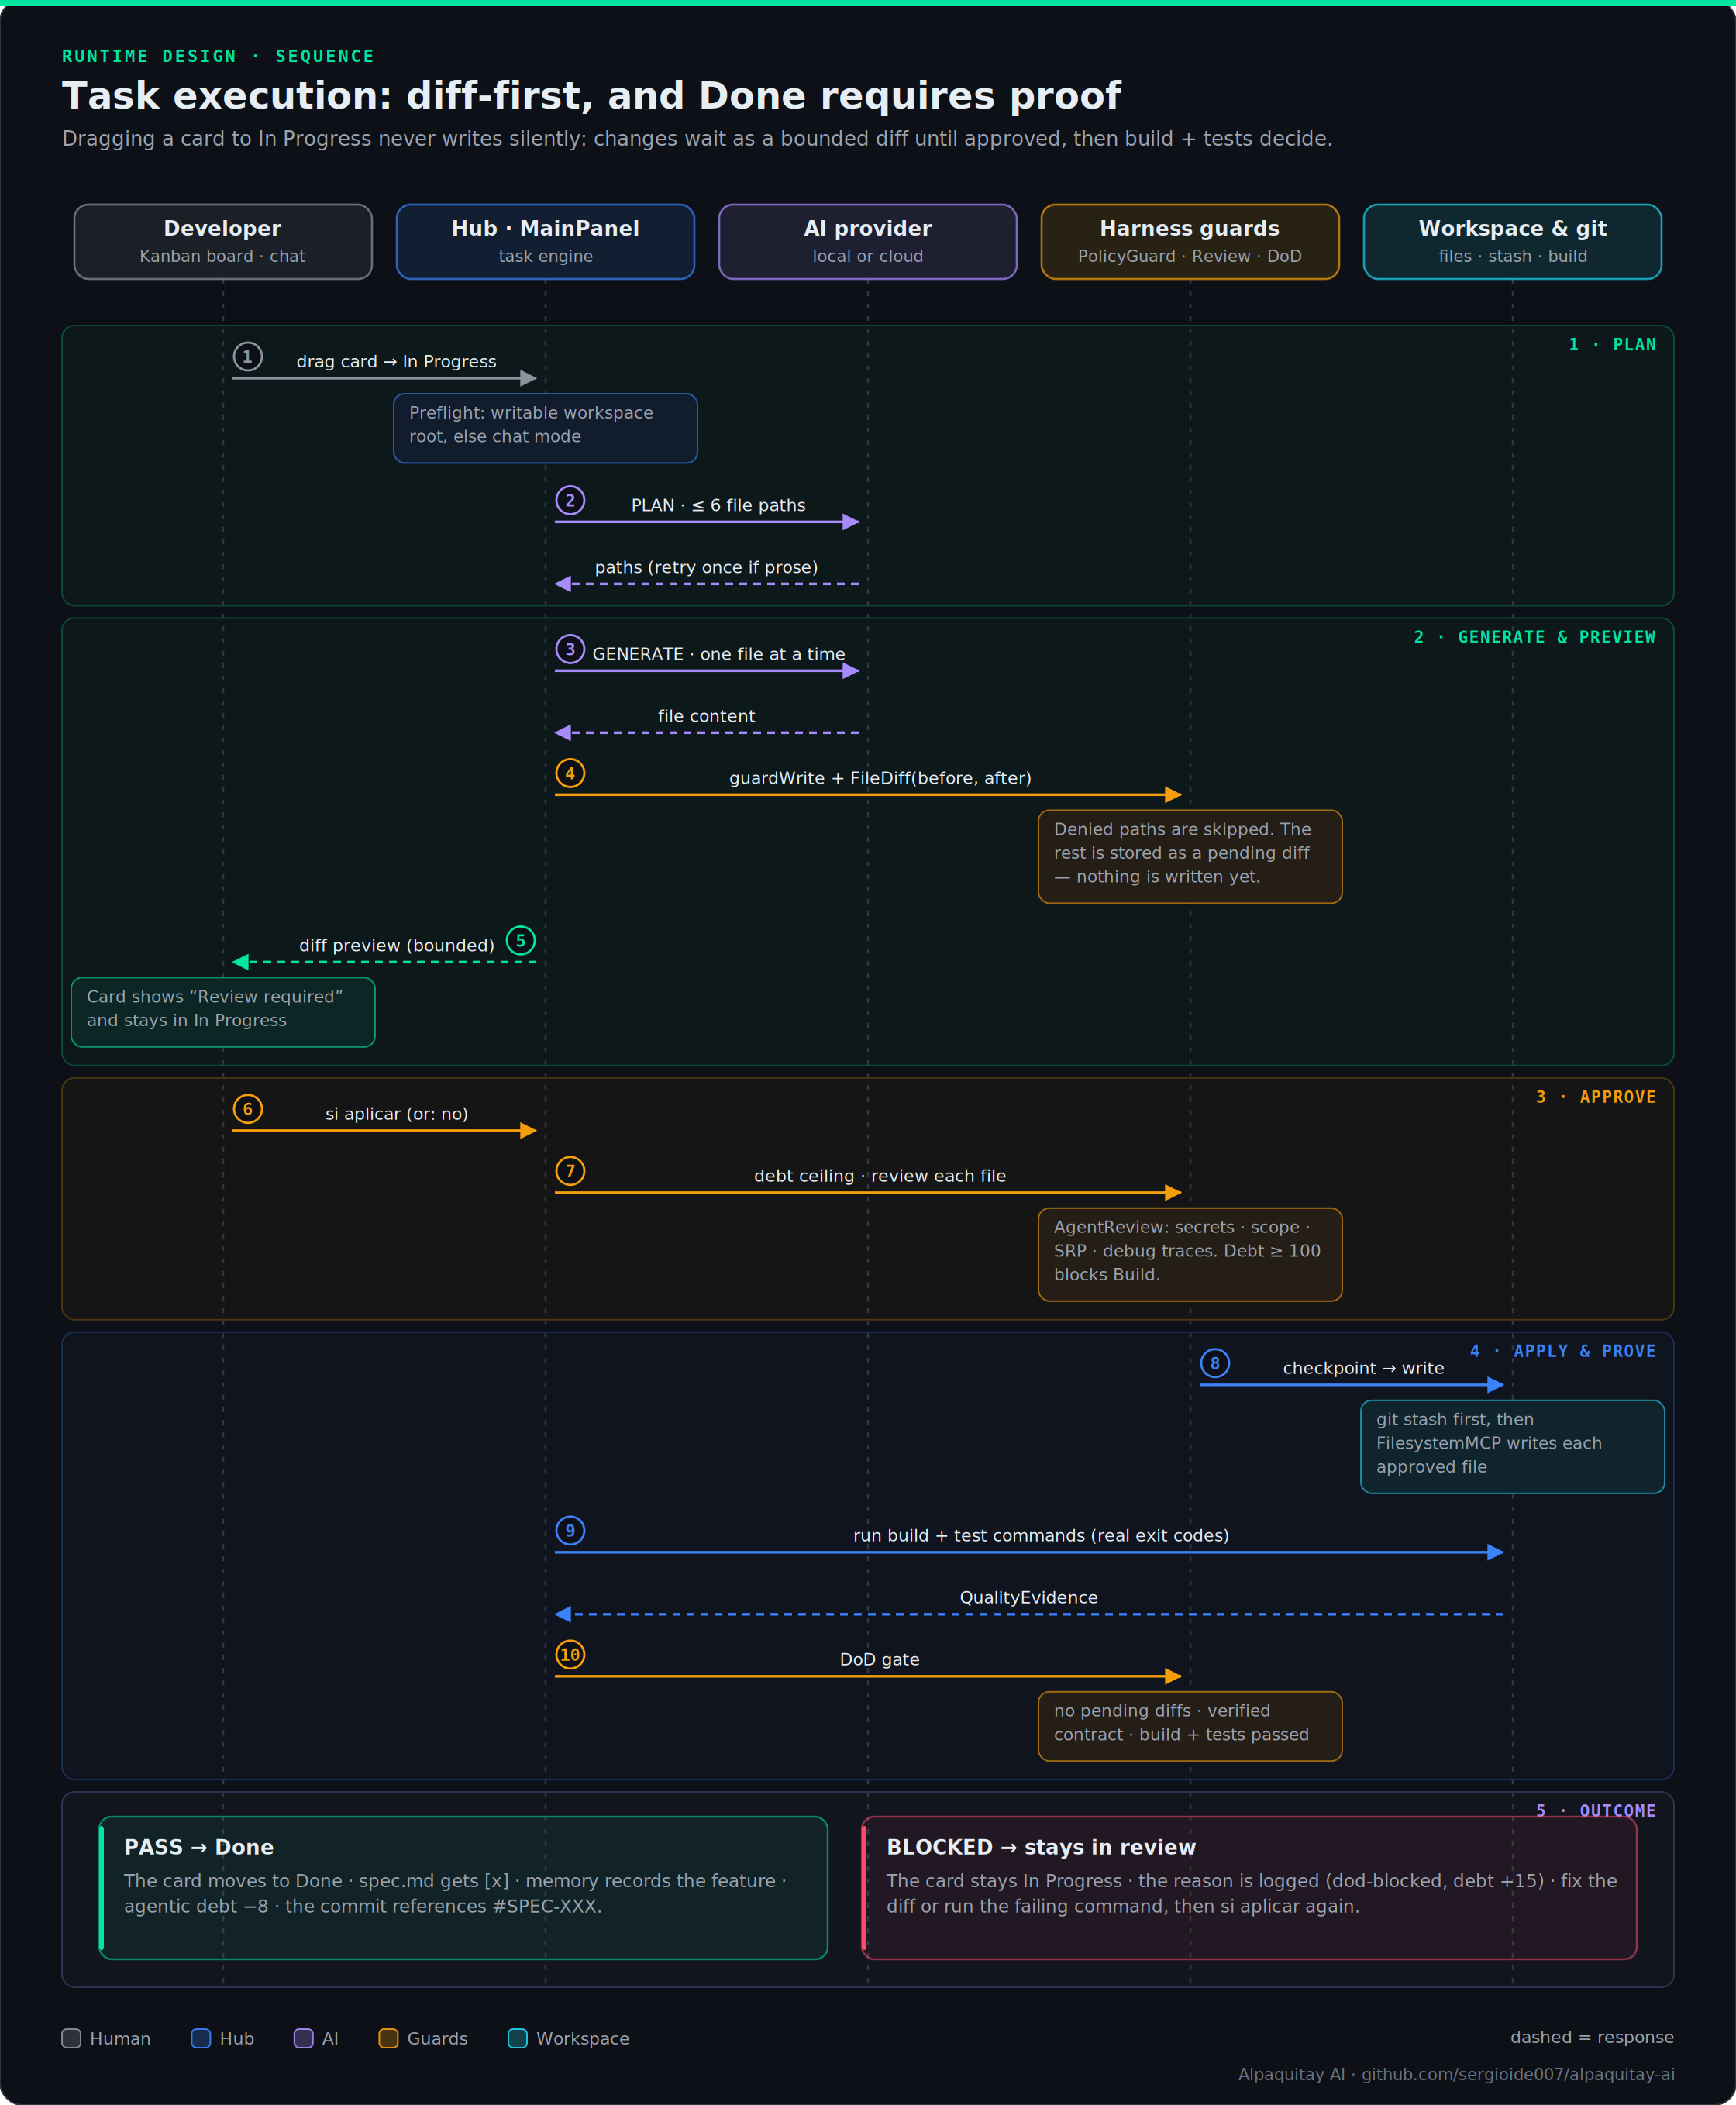 RUNTIME DESIGN · SEQUENCE
Task execution: diff-first, and Done requires proof
Dragging a card to In Progress never writes silently: changes wait as a bounded diff until approved, then build + tests decide.
Developer
Kanban board · chat
Hub · MainPanel
task engine
AI provider
local or cloud
Harness guards
PolicyGuard · Review · DoD
Workspace & git
files · stash · build
1 · PLAN
1
drag card → In Progress
Preflight: writable workspace
root, else chat mode
2
PLAN · ≤ 6 file paths
paths (retry once if prose)
2 · GENERATE & PREVIEW
3
GENERATE · one file at a time
file content
4
guardWrite + FileDiff(before, after)
Denied paths are skipped. The
rest is stored as a pending diff
— nothing is written yet.
5
diff preview (bounded)
Card shows “Review required”
and stays in In Progress
3 · APPROVE
6
si aplicar (or: no)
7
debt ceiling · review each file
AgentReview: secrets · scope ·
SRP · debug traces. Debt ≥ 100
blocks Build.
4 · APPLY & PROVE
8
checkpoint → write
git stash first, then
FilesystemMCP writes each
approved file
9
run build + test commands (real exit codes)
QualityEvidence
10
DoD gate
no pending diffs · verified
contract · build + tests passed
5 · OUTCOME
PASS → Done
The card moves to Done · spec.md gets [x] · memory records the feature ·
agentic debt −8 · the commit references #SPEC-XXX.
BLOCKED → stays in review
The card stays In Progress · the reason is logged (dod-blocked, debt +15) · fix the
diff or run the failing command, then si aplicar again.
Human
Hub
AI
Guards
Workspace
dashed = response
Alpaquitay AI · github.com/sergioide007/alpaquitay-ai